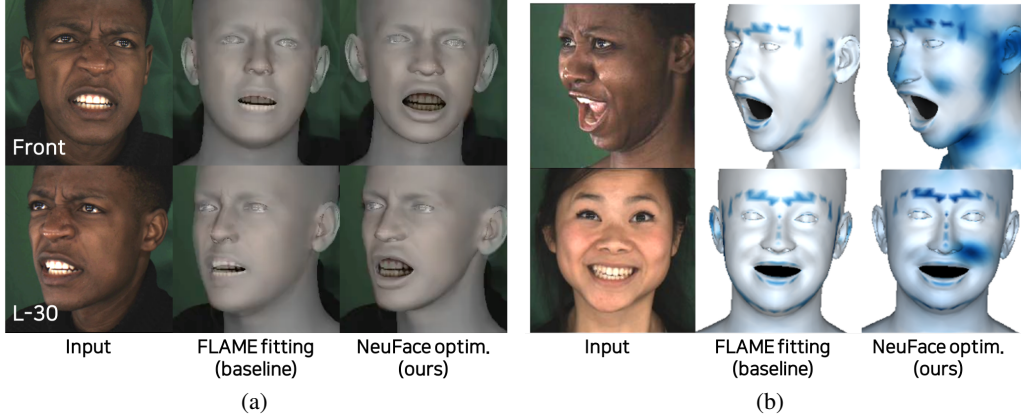 Front
L-30
Input
FLAME fitting
(baseline)
NeuFace optim.
(ours)
(a)
Input
FLAME fitting
(baseline)
NeuFace optim.
(ours)
(b)